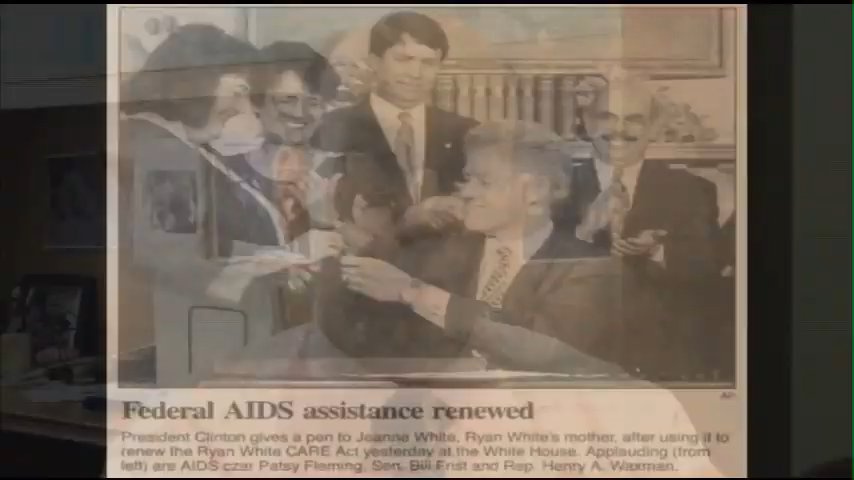 AP
Federal AIDS assistance renewed
President Clinton gives a pen to Jeanne White, Ryan White's mother, after using it to
renew the Ryan White CARE Act yesterday at the White House. Applauding (from
left) are AIDS czar Patsy Fleming, Sen. Bill Frist and Rep. Henry A. Waxman.